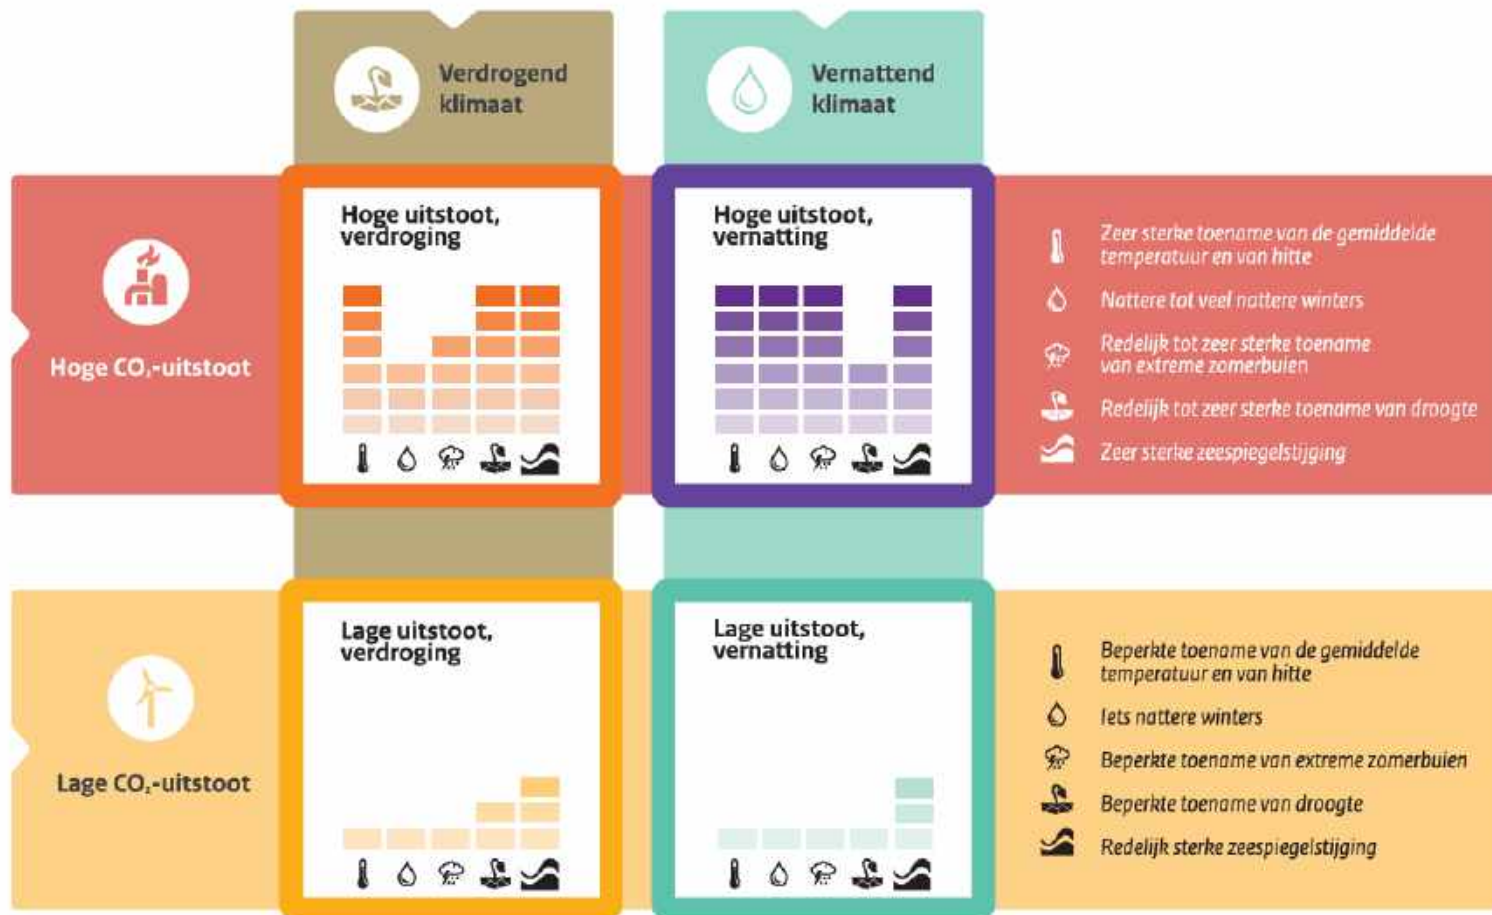 Verdrogend
klimaat
Vernattend
klimaat
Hoge CO₂-uitstoot
Hoge uitstoot,
verdroging
Hoge uitstoot,
vernatting
Zeer sterke toename van de gemiddelde
temperatuur en van hitte
Nattere tot veel nattere winters
Redelijk tot zeer sterke toename
van extreme zomerbuien
Redelijk tot zeer sterke toename van droogte
Zeer sterke zeespiegelstijging
Lage CO₂-uitstoot
Lage uitstoot,
verdroging
Lage uitstoot,
vernatting
Beperkte toename van de gemiddelde
temperatuur en van hitte
Iets nattere winters
Beperkte toename van extreme zomerbuien
Beperkte toename van droogte
Redelijk sterke zeespiegelstijging